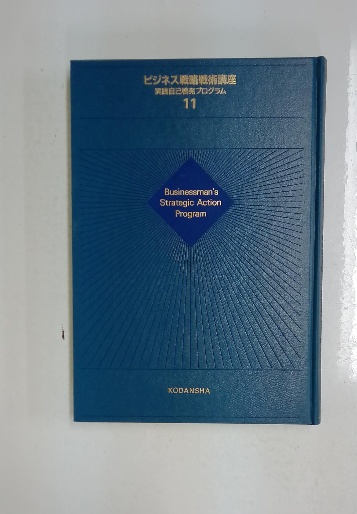 ビジネス戦略戦術講座
実践自己啓発プログラム
11
Businessman's
Strategic Action
Program
KODANSHA